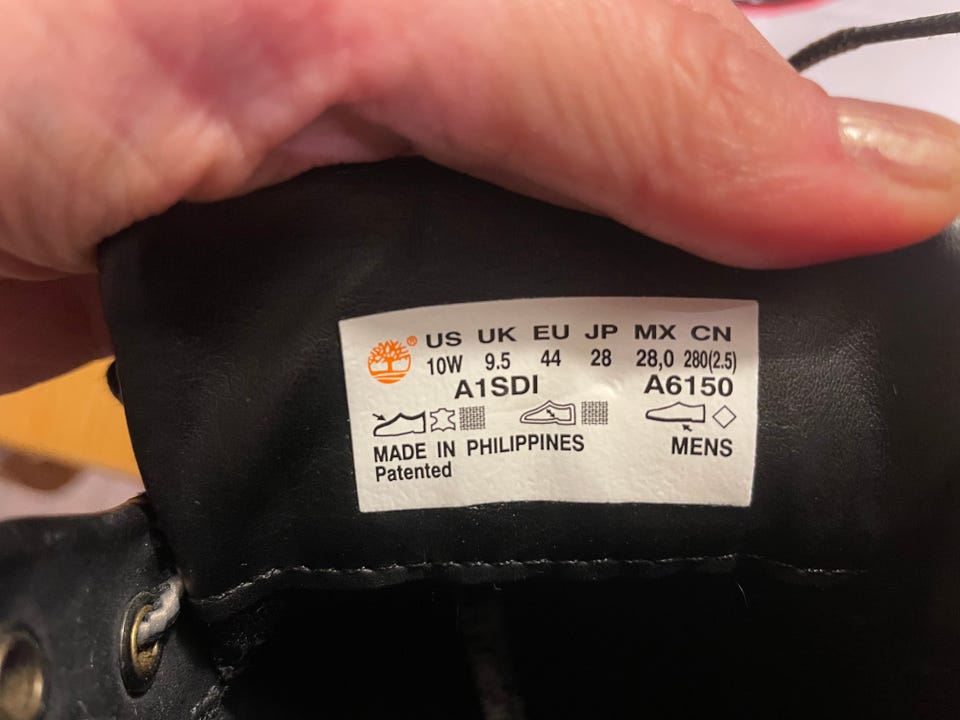 ® US UK EU JP MX CN
10W 9.5 44 28 28,0 280(2.5)
A1SDI A6150
MADE IN PHILIPPINES MENS
Patented